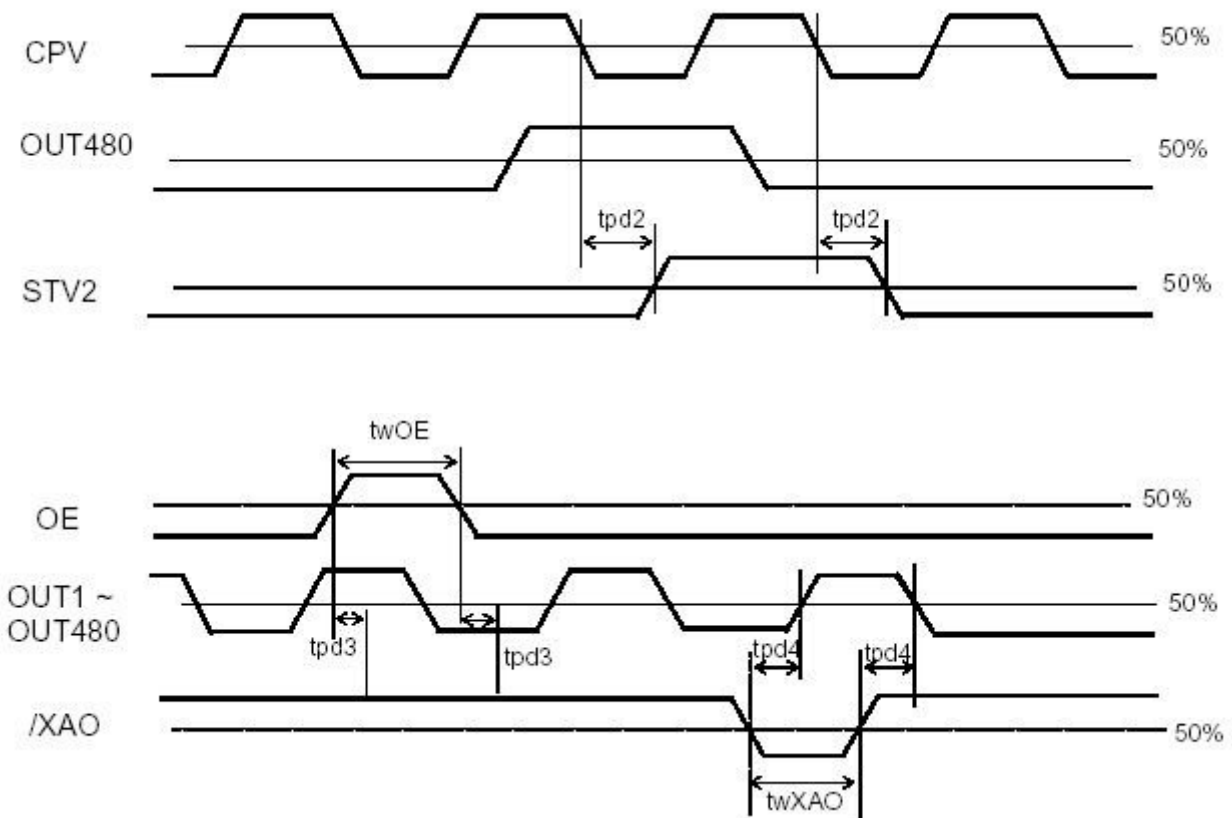 CPV
50%
OUT480
50%
tpd2
tpd2
STV2
50%
twOE
OE
50%
OUT1 ~
OUT480
50%
tpd3
tpd3
tpd4
tpd4
/XAO
50%
twXAO